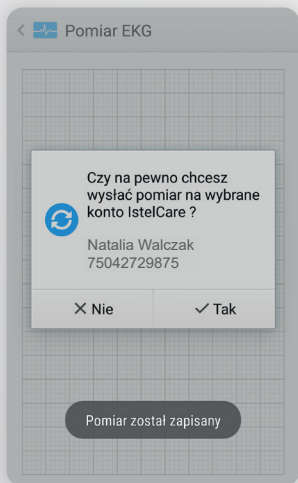 Pomiar EKG
Czy na pewno chcesz
wysłać pomiar na wybrane
konto IstelCare ?
Natalia Walczak
75042729875
Nie
Tak
Pomiar został zapisany